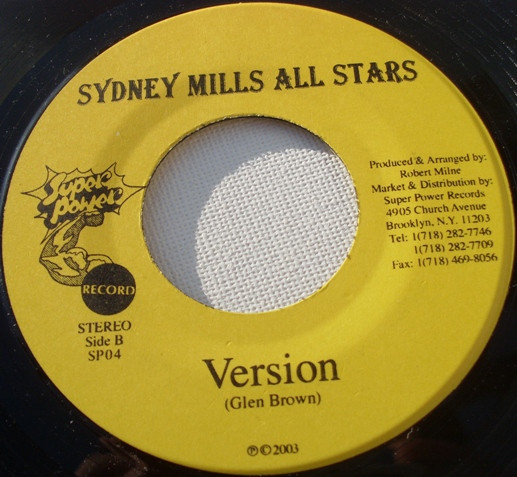 SYDNEY MILLS ALL STARS
Super
Power
RECORD
STEREO
Side B
SP04
Produced & Arranged by:
Robert Milne
Market & Distribution by:
Super Power Records
4905 Church Avenue
Brooklyn, N.Y. 11203
Tel: 1(718) 282-7746
1(718) 282-7709
Fax: 1(718) 469-8056
Version
(Glen Brown)
℗©2003